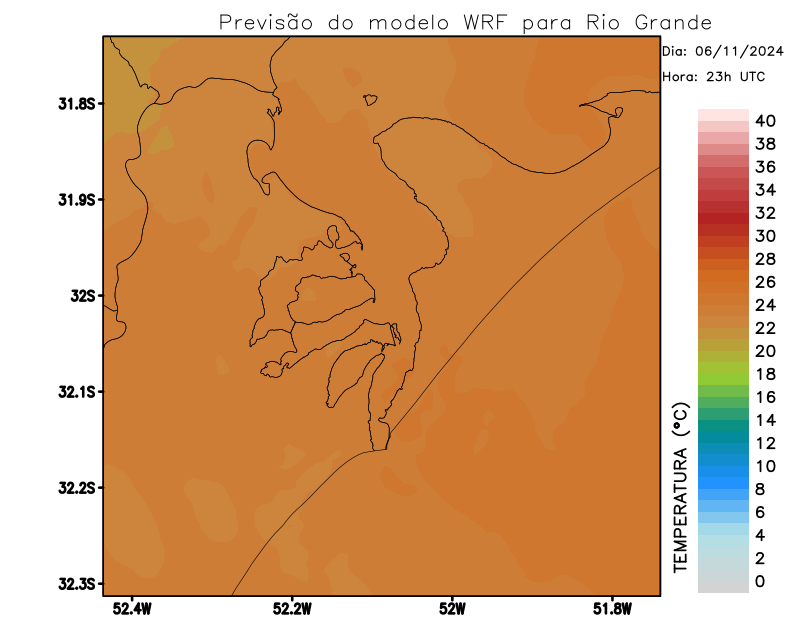 Previsão do modelo WRF para Rio Grande
Dia: 06/11/2024
Hora: 23h UTC
31.8S
31.9S
32S
32.1S
32.2S
32.3S
52.4W
52.2W
52W
51.8W
TEMPERATURA (°C)
40
38
36
34
32
30
28
26
24
22
20
18
16
14
12
10
8
6
4
2
0